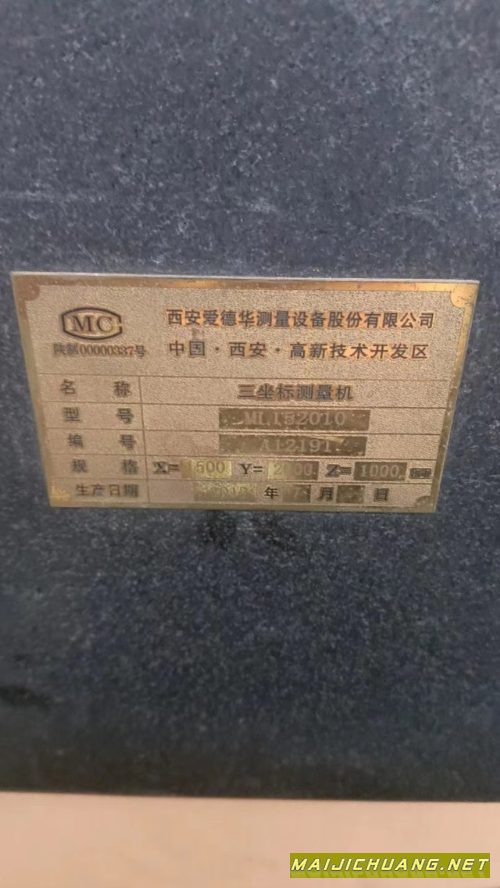 MC
陕制00000337号
西安爱德华测量设备股份有限公司
中国·西安·高新技术开发区
名称 三坐标测量机
型号 ML152010
编号 A12191
规格 X=1500 Y=2000 Z=1000
生产日期 年 月 日
MAIJICHUANG.NET